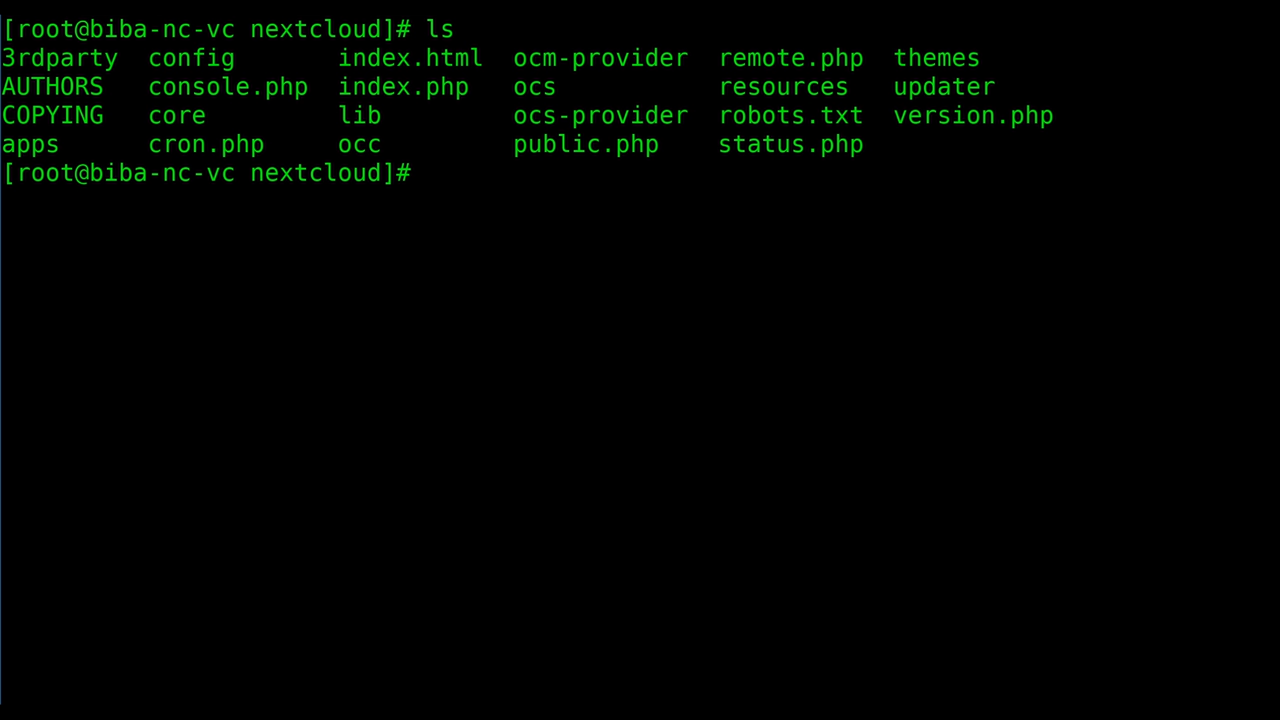 [root@biba-nc-vc nextcloud]# ls
3rdparty  config       index.html  ocm-provider  remote.php  themes
AUTHORS   console.php  index.php   ocs           resources   updater
COPYING   core         lib         ocs-provider  robots.txt  version.php
apps      cron.php     occ         public.php    status.php
[root@biba-nc-vc nextcloud]#